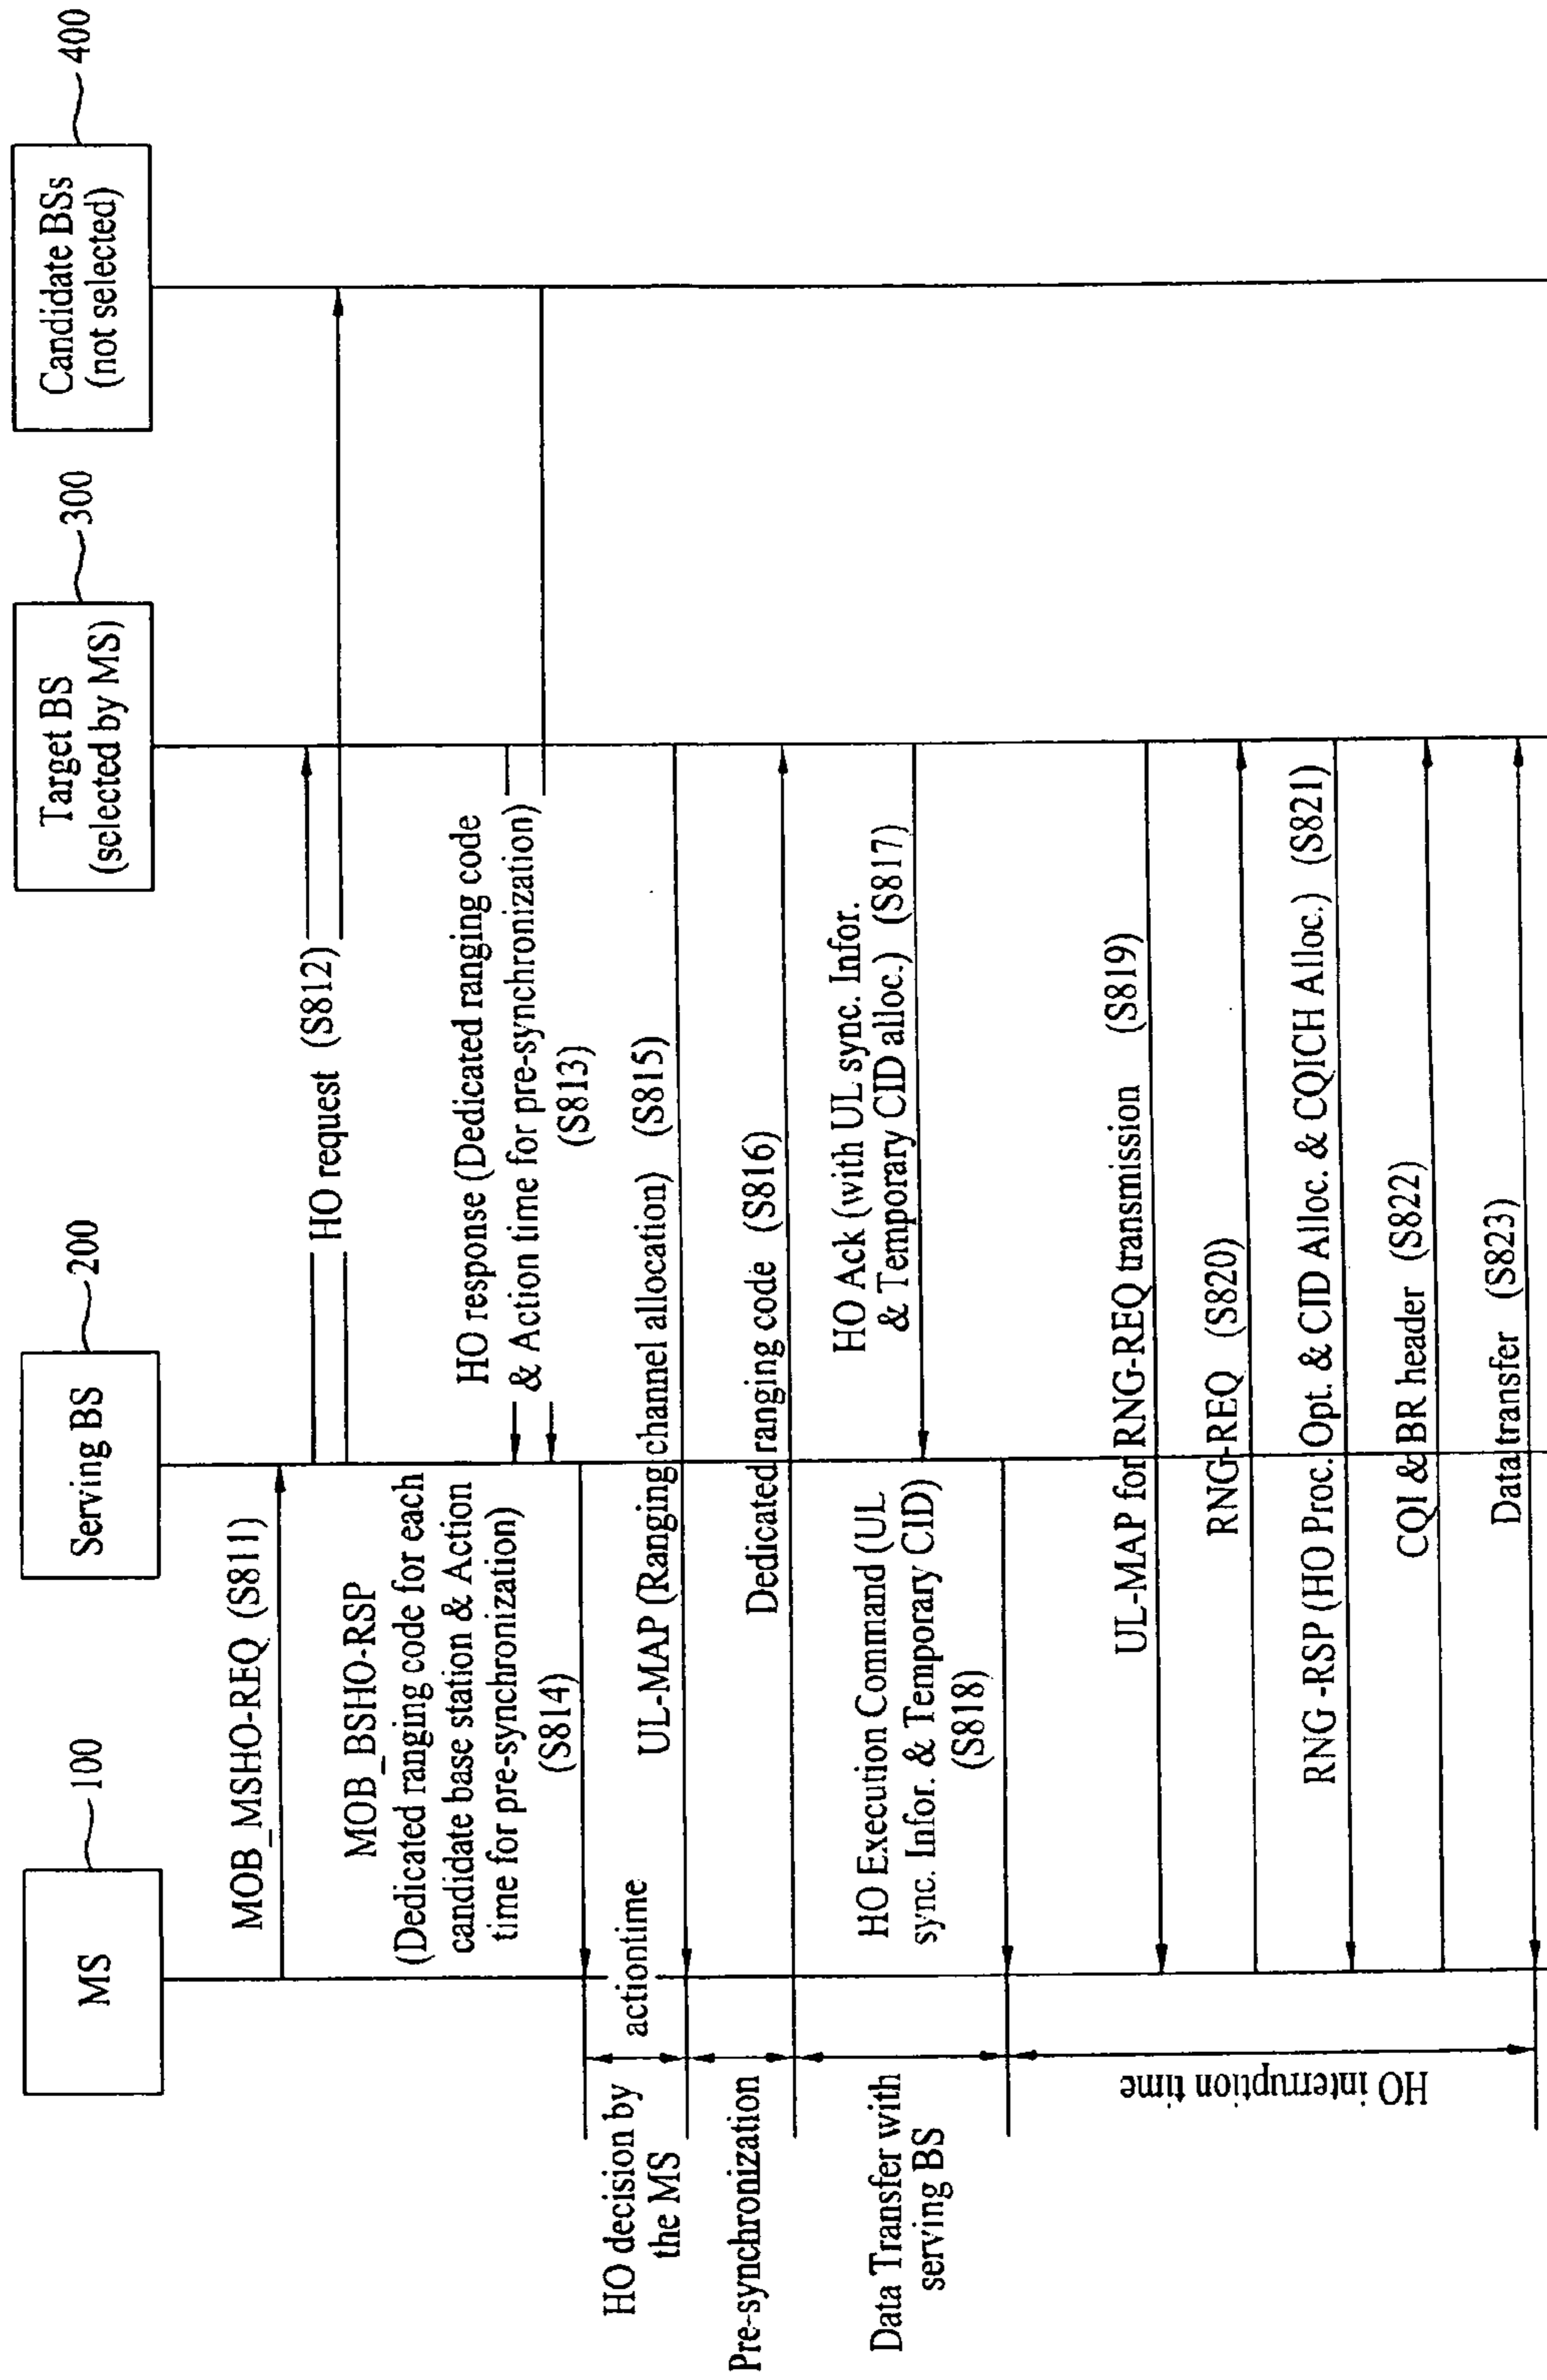 MS
100
Serving BS
200
Target BS
(selected by MS)
300
Candidate BSs
(not selected)
400
MOB_MSHO-REQ (S811)
HO request (S812)
HO response (Dedicated ranging code
& Action time for pre-synchronization)
(S813)
MOB_BSHO-RSP
(Dedicated ranging code for each
candidate base station & Action
time for pre-synchronization)
(S814)
HO decision by
the MS
actiontime
UL-MAP (Ranging channel allocation) (S815)
Pre-synchronization
Dedicated ranging code (S816)
Data Transfer with
serving BS
HO Ack (with UL sync. Infor.
& Temporary CID alloc.) (S817)
HO Execution Command (UL
sync. Infor. & Temporary CID)
(S818)
HO interruption time
UL-MAP for RNG-REQ transmission (S819)
RNG-REQ (S820)
RNG-RSP (HO Proc. Opt. & CID Alloc. & CQICH Alloc.) (S821)
CQI & BR header (S822)
Data transfer (S823)